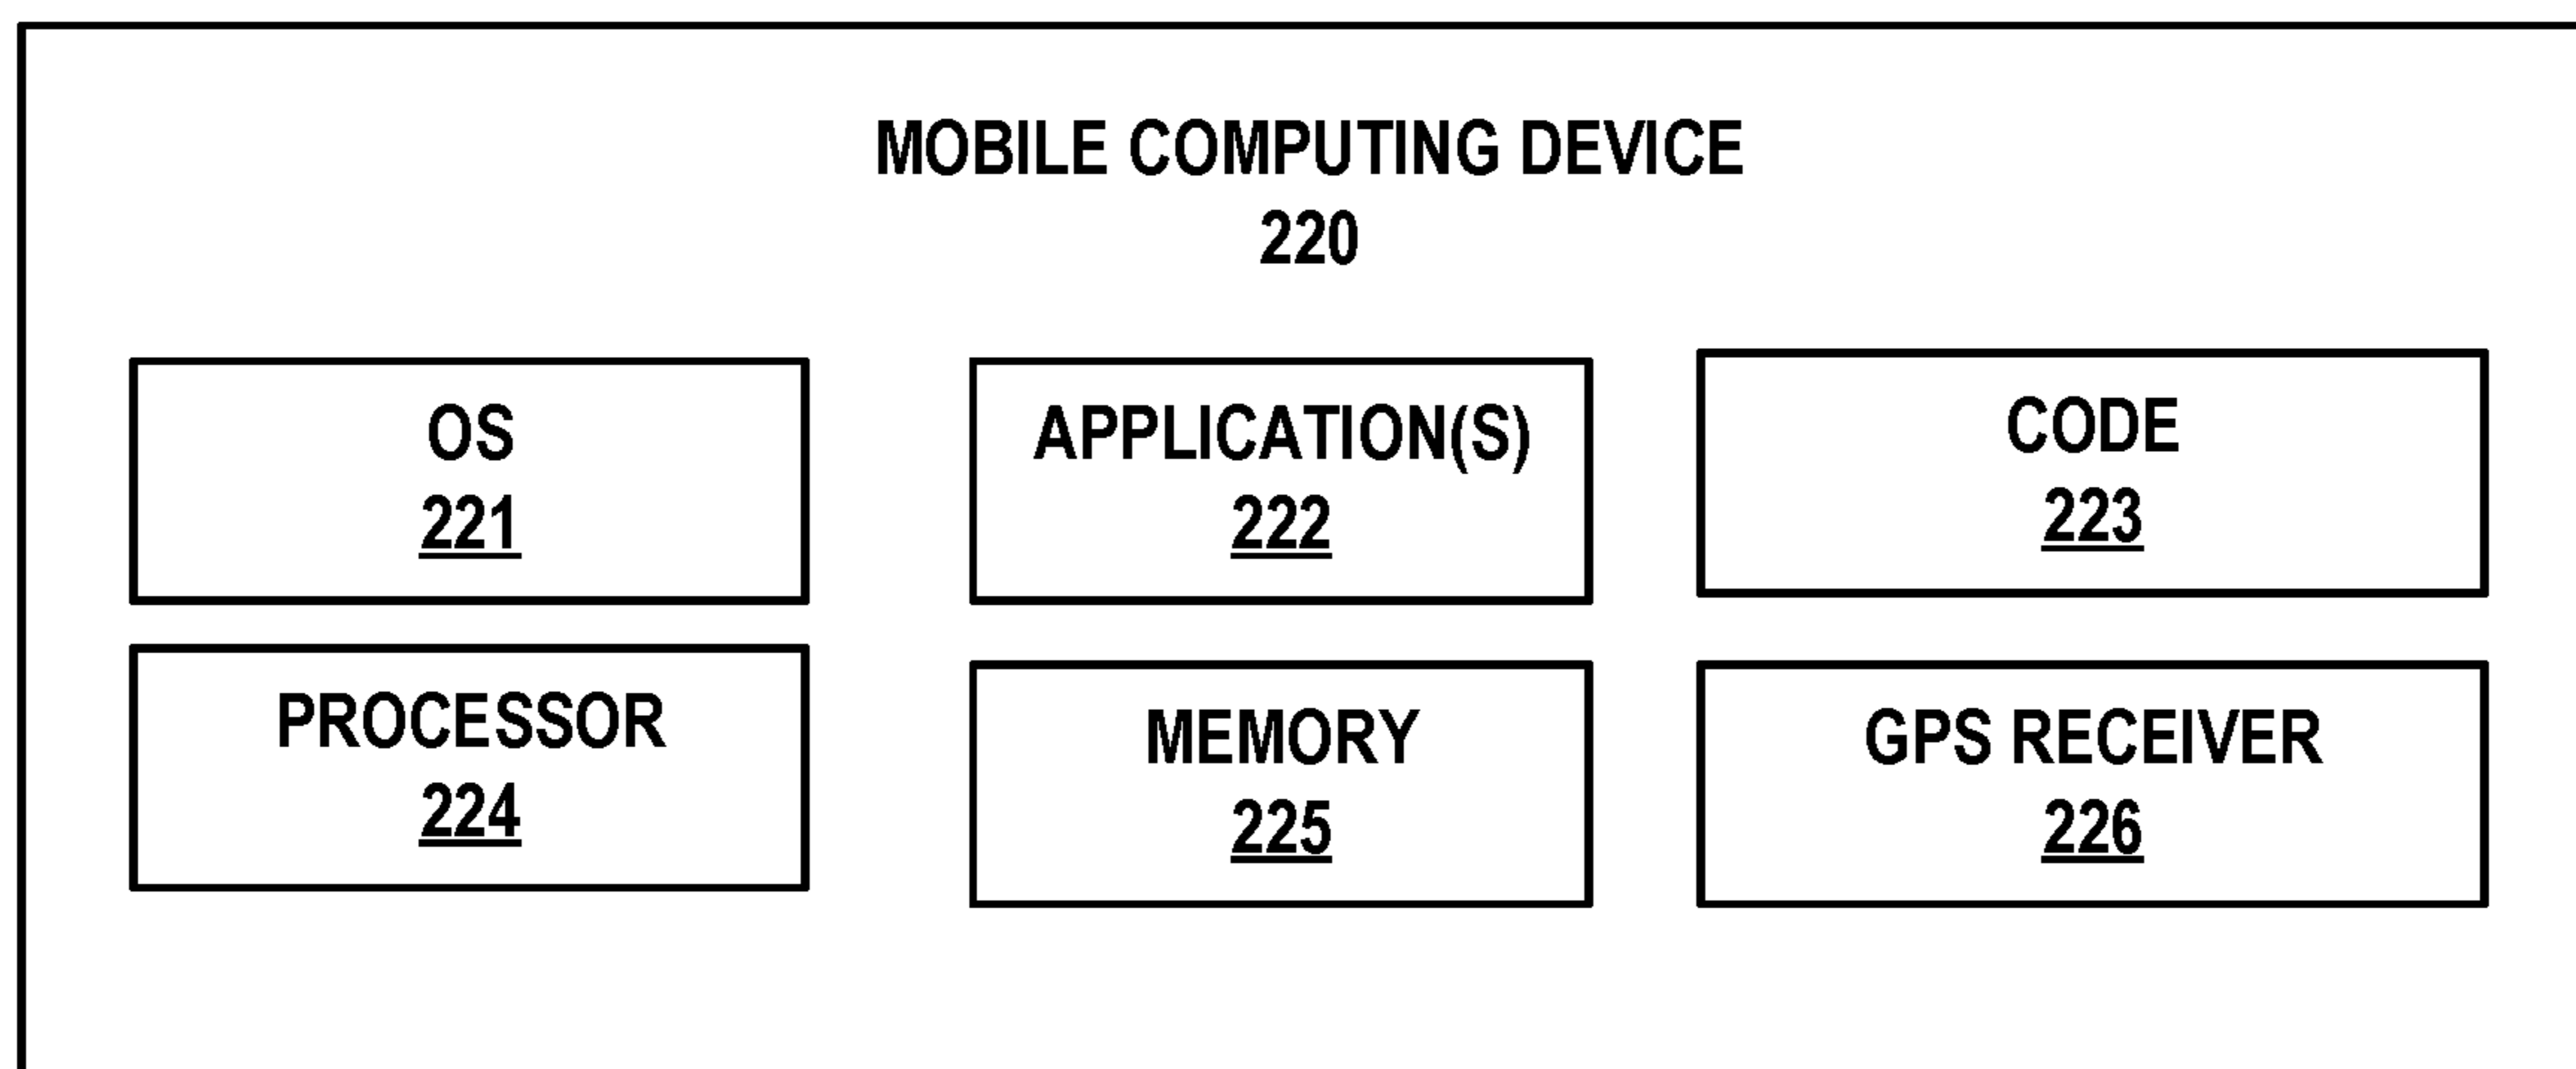 MOBILE COMPUTING DEVICE
220
OS
221
APPLICATION(S)
222
CODE
223
PROCESSOR
224
MEMORY
225
GPS RECEIVER
226